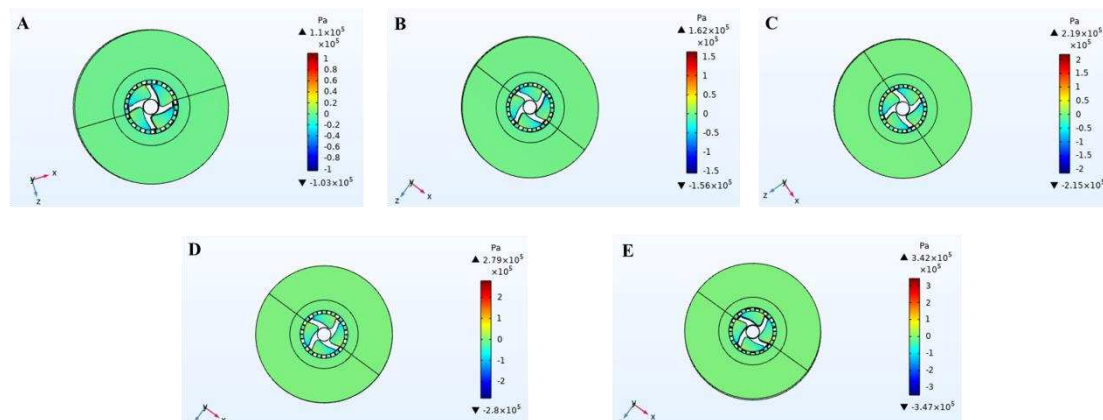 A
Pa
▲ 1.1×10⁵
×10⁵
1
0.8
0.6
0.4
0.2
0
-0.2
-0.4
-0.6
-0.8
-1
▼ -1.03×10⁵
y x
z
B
Pa
▲ 1.62×10⁵
×10⁵
1.5
1
0.5
0
-0.5
-1
-1.5
▼ -1.56×10⁵
y
z x
C
Pa
▲ 2.19×10⁵
×10⁵
2
1.5
1
0.5
0
-0.5
-1
-1.5
-2
▼ -2.15×10⁵
y
z x
D
Pa
▲ 2.79×10⁵
×10⁵
2
1
0
-1
-2
▼ -2.8×10⁵
y
z x
E
Pa
▲ 3.42×10⁵
×10⁵
3
2
1
0
-1
-2
-3
▼ -3.47×10⁵
y
z x